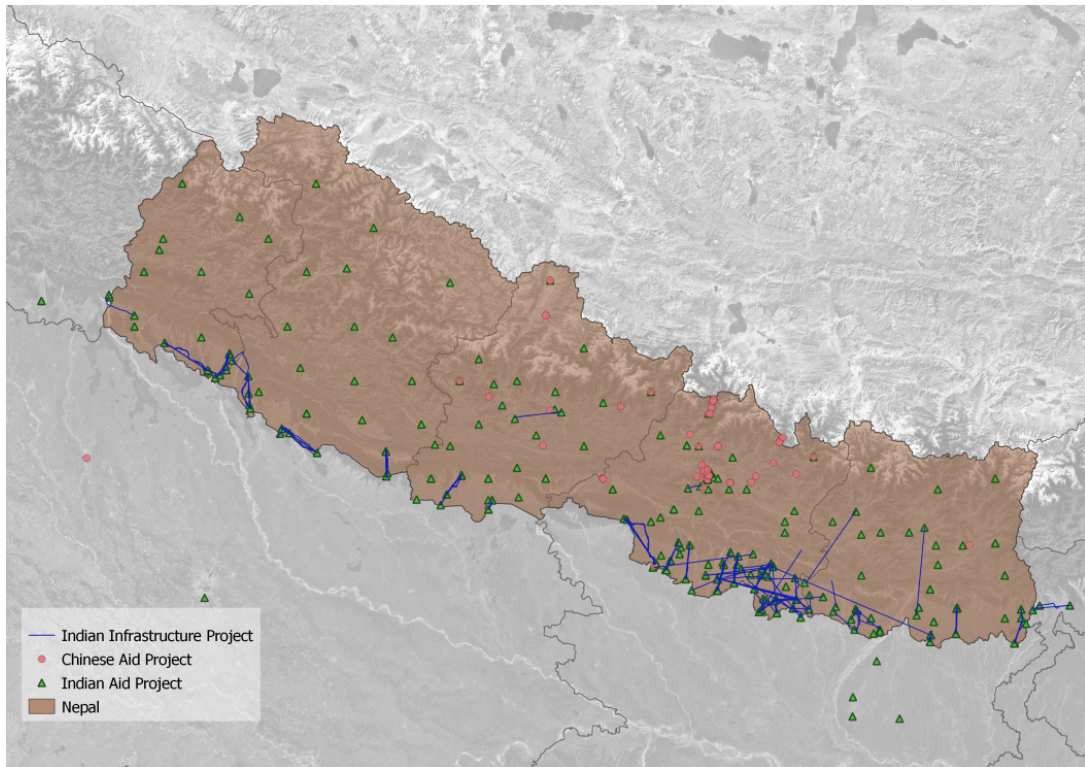 Indian Infrastructure Project
Chinese Aid Project
Indian Aid Project
Nepal